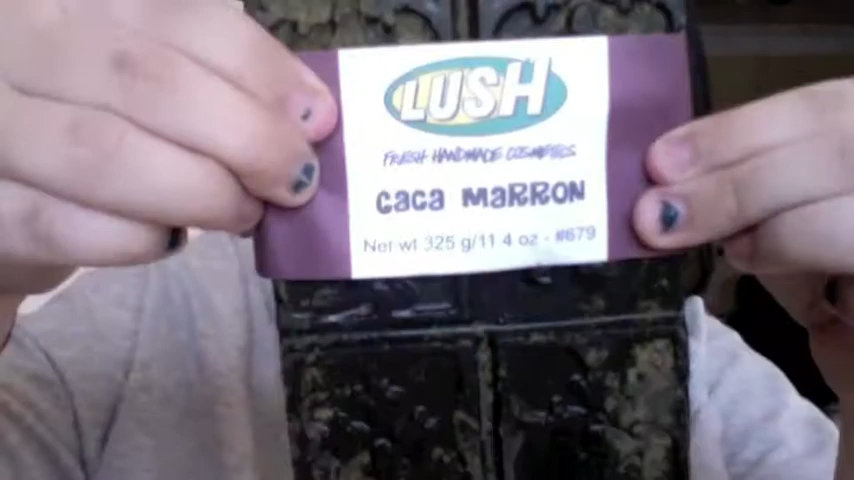 LUSH
FRESH HANDMADE COSMETICS
caca marron
Net wt 325 g/11.4 oz - #679